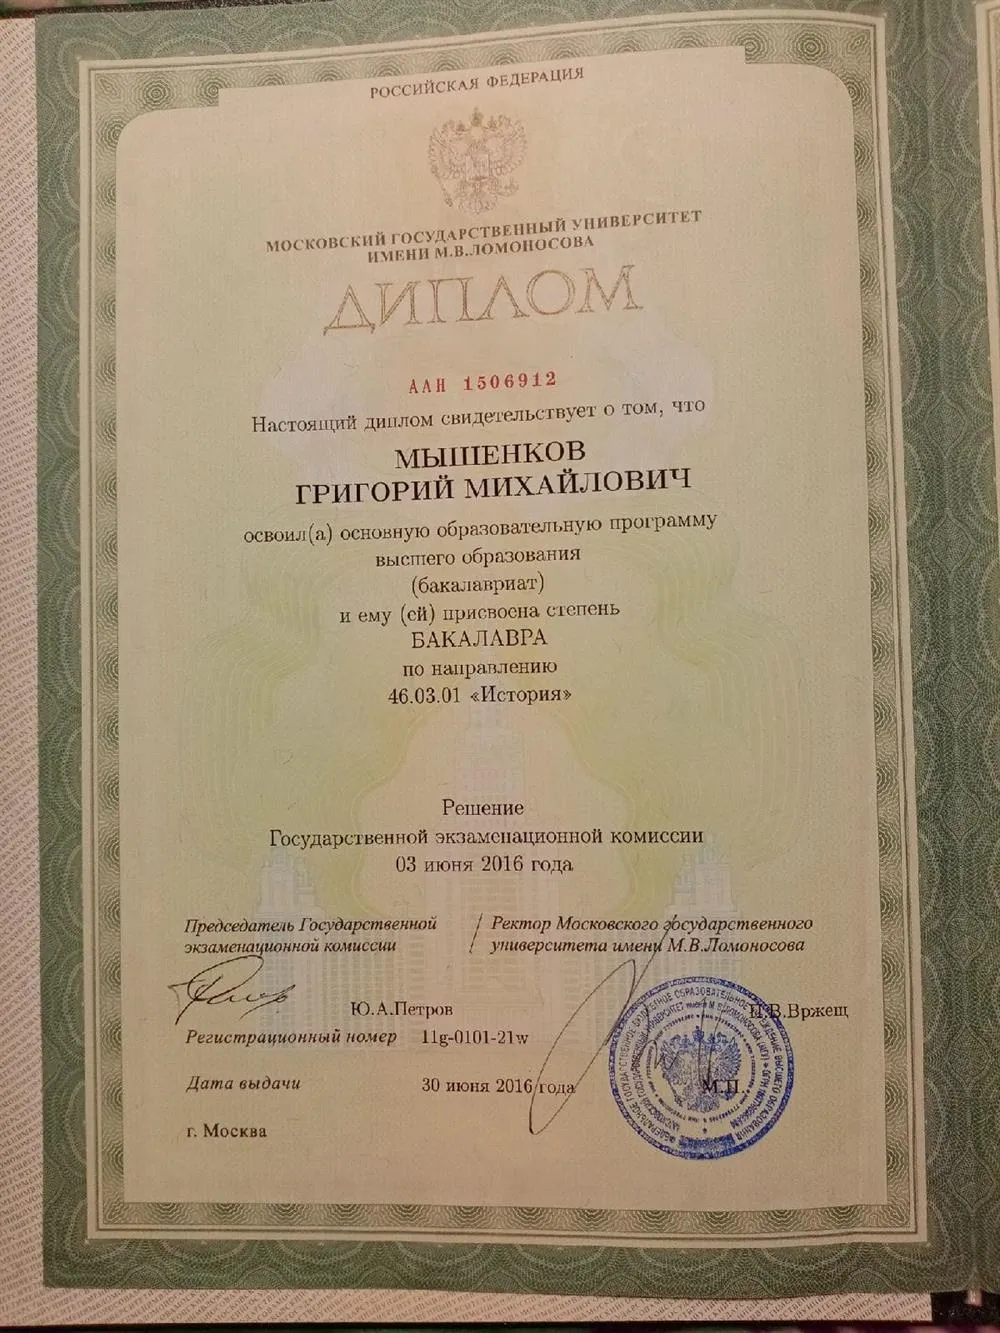 РОССИЙСКАЯ ФЕДЕРАЦИЯ
МОСКОВСКИЙ ГОСУДАРСТВЕННЫЙ УНИВЕРСИТЕТ
ИМЕНИ М.В.ЛОМОНОСОВА
ДИПЛОМ
ААН 1506912
Настоящий диплом свидетельствует о том, что
МЫШЕНКОВ
ГРИГОРИЙ МИХАЙЛОВИЧ
освоил(а) основную образовательную программу
высшего образования
(бакалавриат)
и ему (ей) присвоена степень
БАКАЛАВРА
по направлению
46.03.01 «История»
Решение
Государственной экзаменационной комиссии
03 июня 2016 года
Председатель Государственной
экзаменационной комиссии
Ректор Московского государственного
университета имени М.В.Ломоносова
Ю.А.Петров
П.В.Вржещ
Регистрационный номер 11g-0101-21w
Дата выдачи 30 июня 2016 года
М.П.
г. Москва